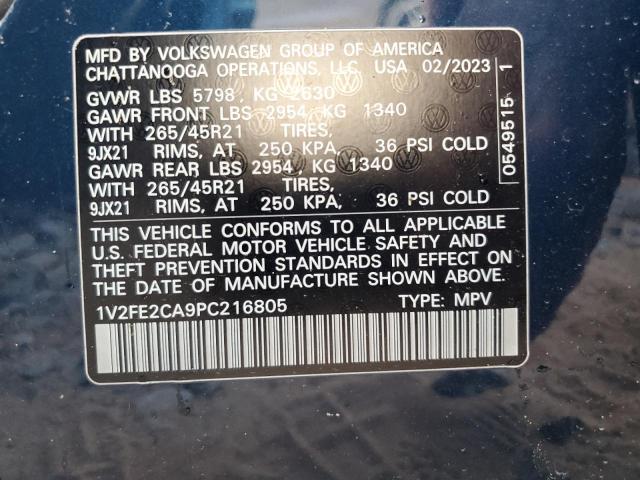 MFD BY VOLKSWAGEN GROUP OF AMERICA
CHATTANOOGA OPERATIONS, LLC, USA 02/2023
GVWR LBS 5798, KG 2630
GAWR FRONT LBS 2954, KG 1340
WITH 265/45R21 TIRES,
9JX21 RIMS, AT 250 KPA, 36 PSI COLD
GAWR REAR LBS 2954, KG 1340
WITH 265/45R21 TIRES,
9JX21 RIMS, AT 250 KPA, 36 PSI COLD
THIS VEHICLE CONFORMS TO ALL APPLICABLE
U.S. FEDERAL MOTOR VEHICLE SAFETY AND
THEFT PREVENTION STANDARDS IN EFFECT ON
THE DATE OF MANUFACTURE SHOWN ABOVE.
1V2FE2CA9PC216805 TYPE: MPV
0549515 1